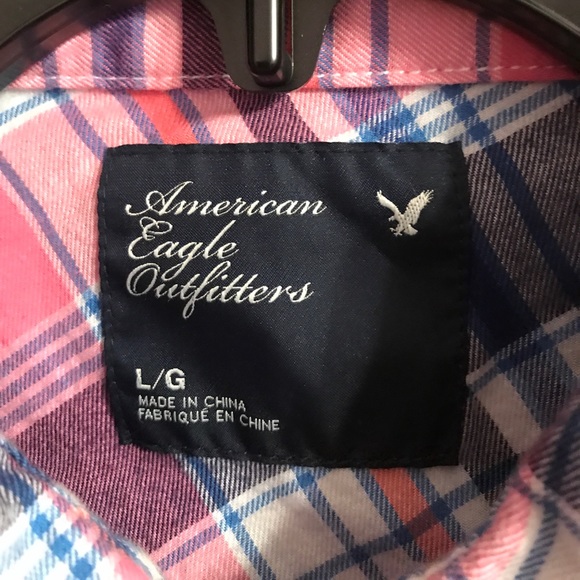 American
Eagle
Outfitters
L/G
MADE IN CHINA
FABRIQUÉ EN CHINE